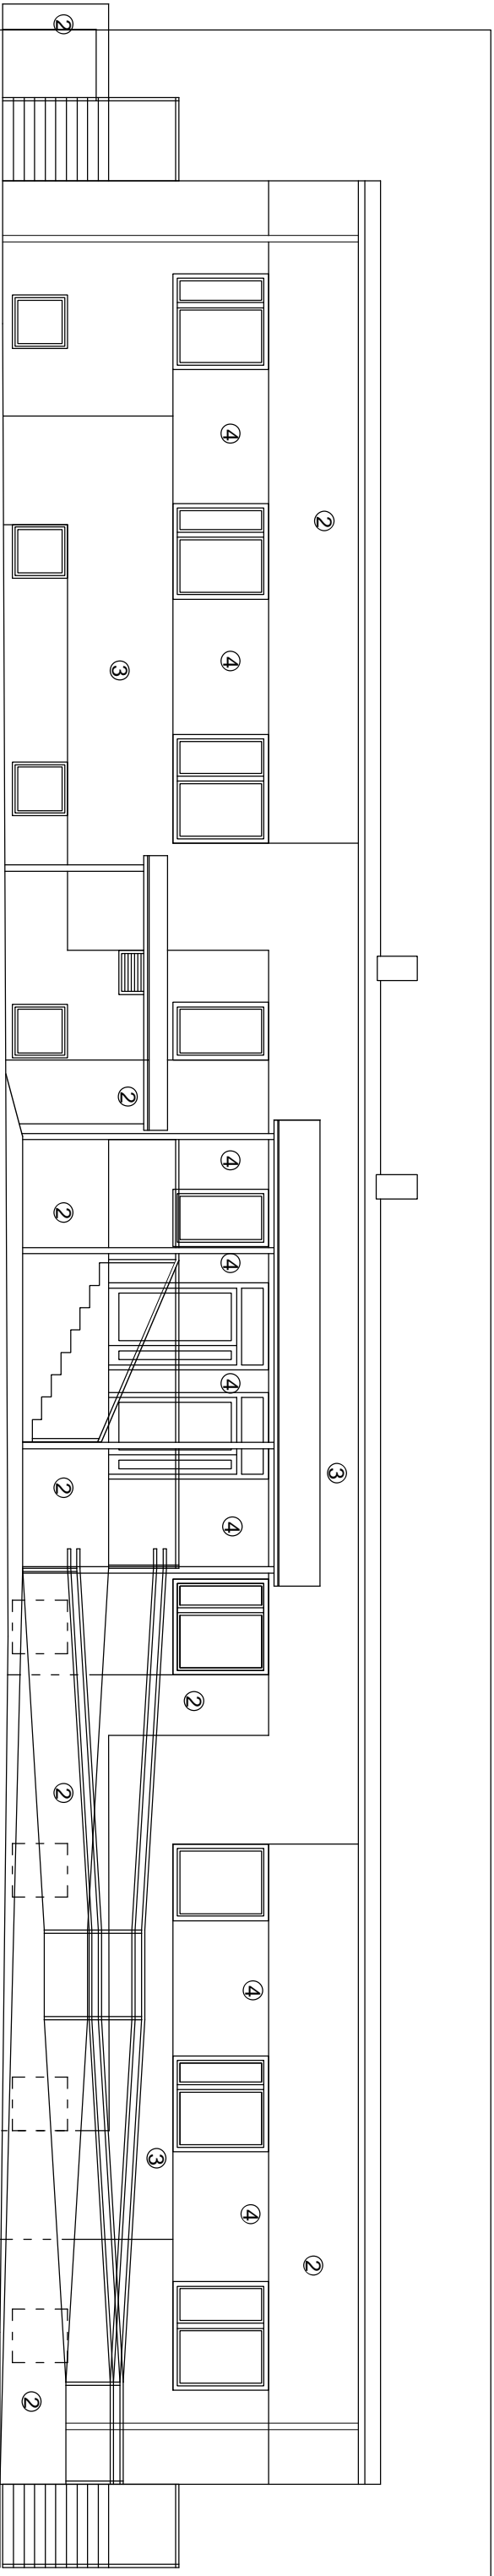 ② ③ ②
④ ④ ④ ④ ④ ④ ④ ④
②
③
③ ②
② ② ② ②
②